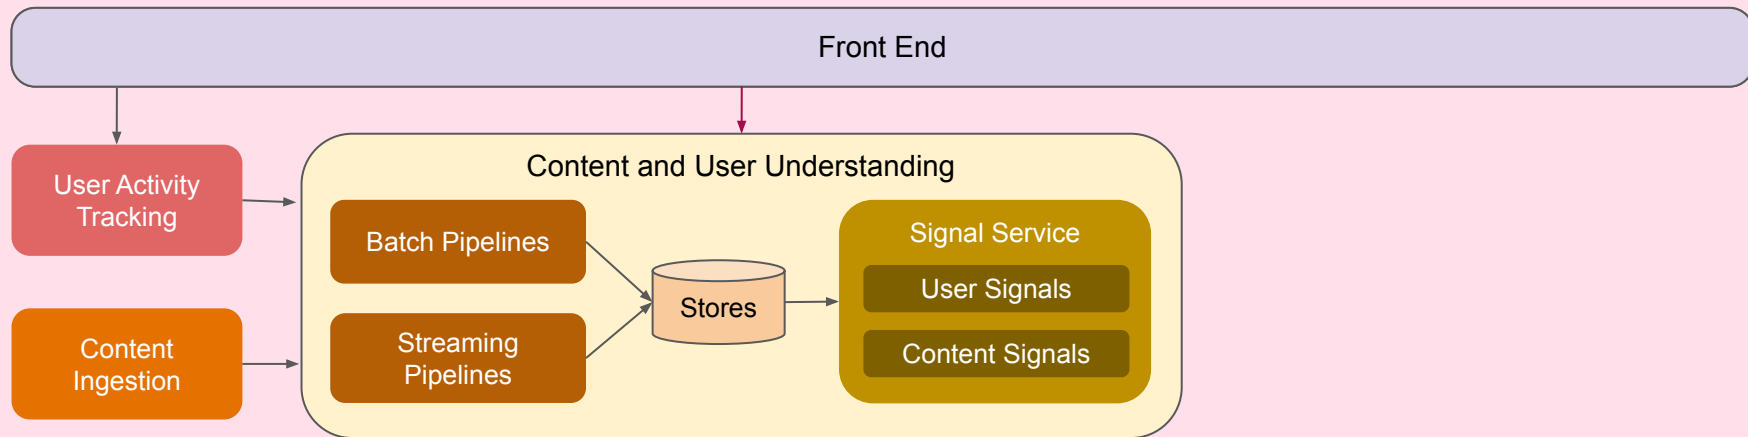 Front End
User Activity
Tracking
Content
Ingestion
Content and User Understanding
Batch Pipelines
Streaming
Pipelines
Stores
Signal Service
User Signals
Content Signals